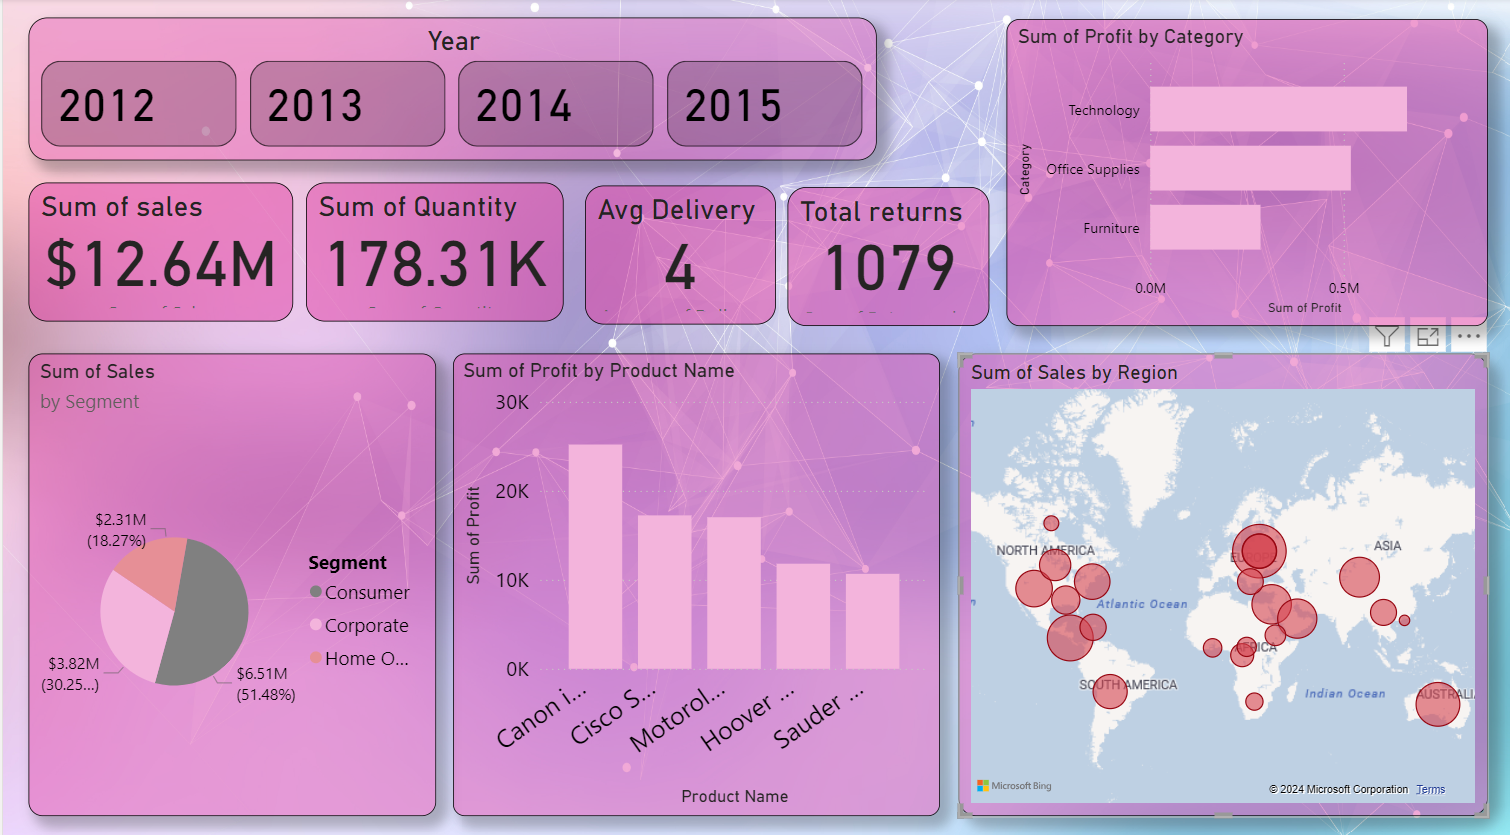 Year
2012
2013
2014
2015
Sum of sales
$12.64M
Sum of Quantity
178.31K
Avg Delivery
4
Total returns
1079
Sum of Profit by Category
Category
Technology
Office Supplies
Furniture
0.0M
0.5M
Sum of Profit
Sum of Sales
by Segment
$2.31M
(18.27%)
$3.82M
(30.25...)
$6.51M
(51.48%)
Segment
Consumer
Corporate
Home O...
Sum of Profit by Product Name
Sum of Profit
30K
20K
10K
0K
Canon i...
Cisco S...
Motorol...
Hoover ...
Sauder ...
Product Name
Sum of Sales by Region
NORTH AMERICA
EUROPE
ASIA
Atlantic Ocean
AFRICA
SOUTH AMERICA
Indian Ocean
AUSTRALI
Microsoft Bing
© 2024 Microsoft Corporation Terms